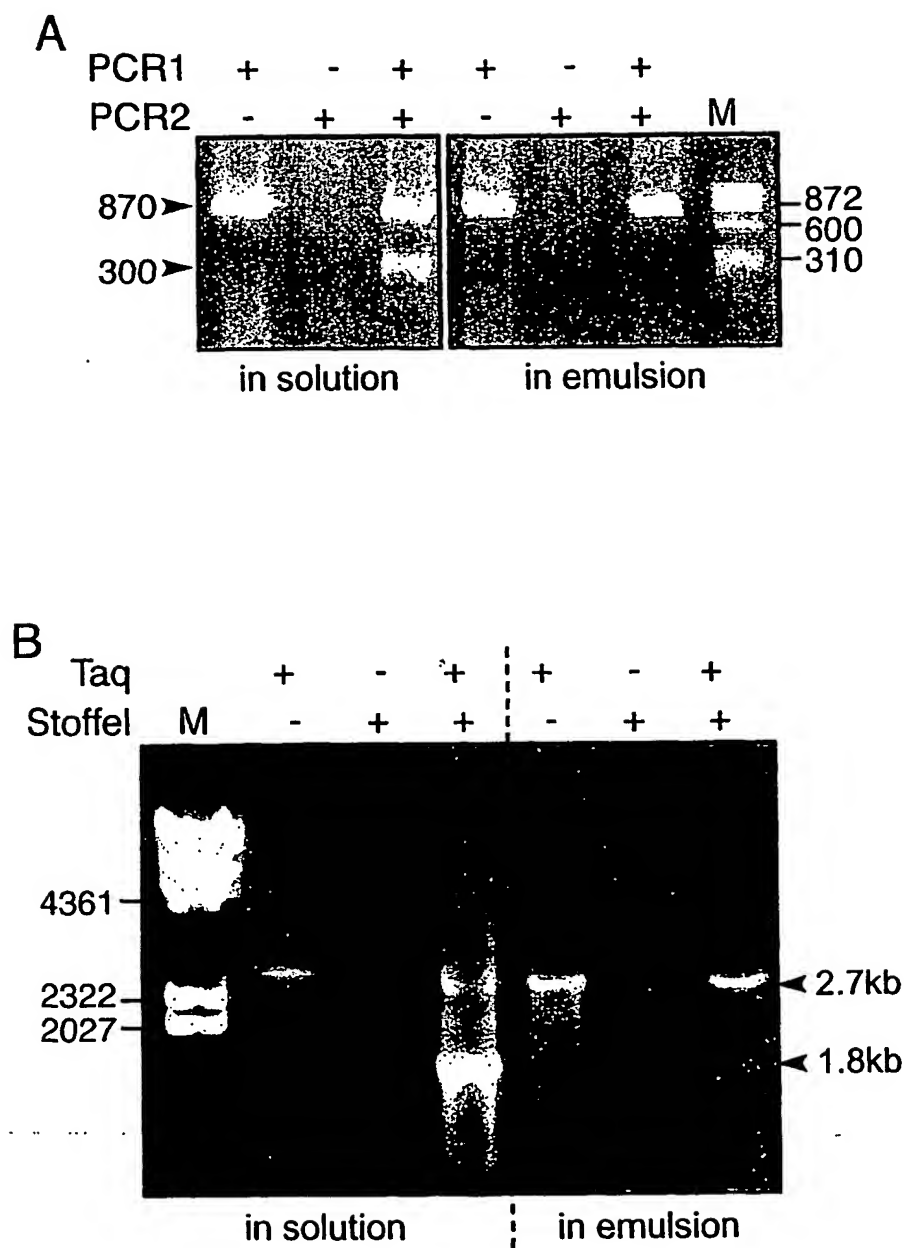 A
PCR1 + - + + - +
PCR2 - + + - + + M
870 872
600
300 310
in solution in emulsion
B
Taq + - + + - +
Stoffel M - + + - + +
4361
2322 2.7kb
2027
1.8kb
in solution in emulsion